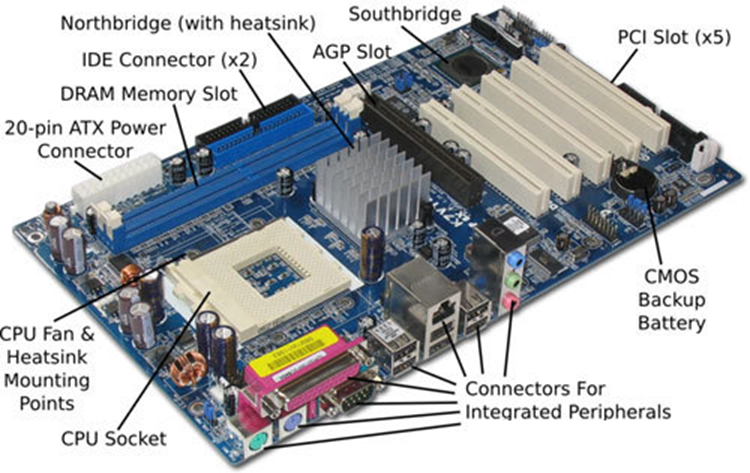 Southbridge
Northbridge (with heatsink)
PCI Slot (x5)
AGP Slot
IDE Connector (x2)
DRAM Memory Slot
20-pin ATX Power
Connector
CMOS
Backup
Battery
CPU Fan &
Heatsink
Mounting
Points
Connectors For
Integrated Peripherals
CPU Socket